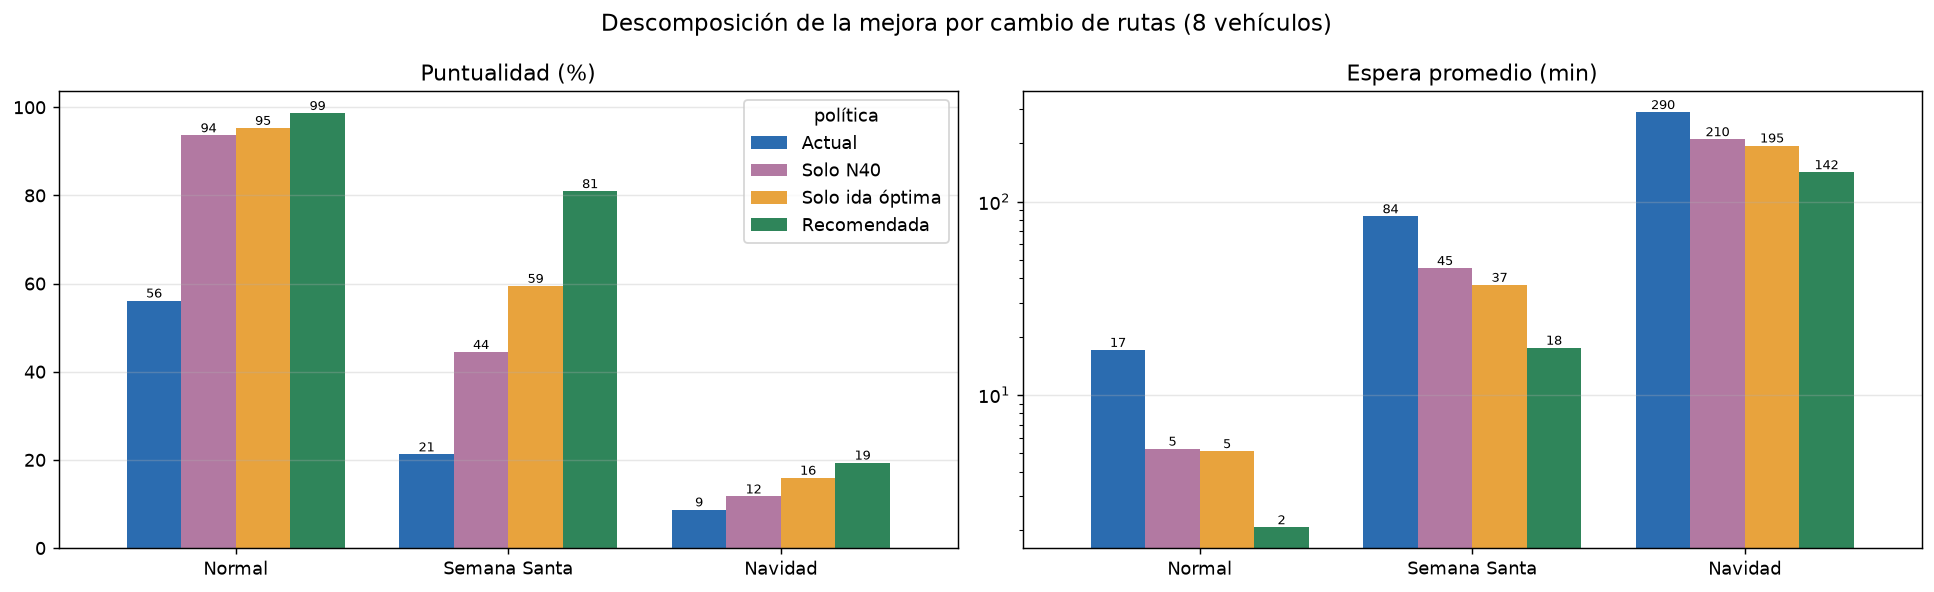 Descomposición de la mejora por cambio de rutas (8 vehículos)
Puntualidad (%)
100
80
60
40
20
0
56
94
95
99
21
44
59
81
9
12
16
19
política
Actual
Solo N40
Solo ida óptima
Recomendada
Normal
Semana Santa
Navidad
Espera promedio (min)
10²
10¹
17
5
5
2
84
45
37
18
290
210
195
142
Normal
Semana Santa
Navidad